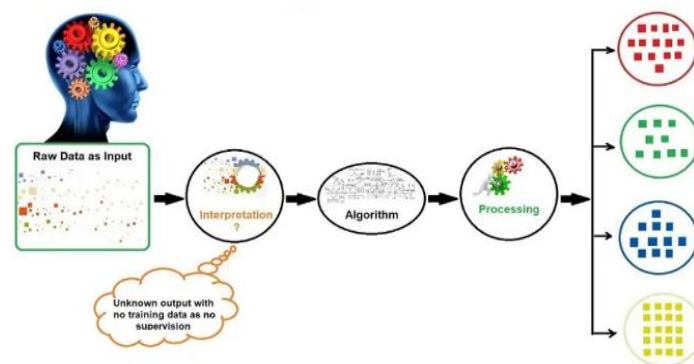 Raw Data as Input
Interpretation
?
Algorithm
Processing
Unknown output with
no training data as no
supervision